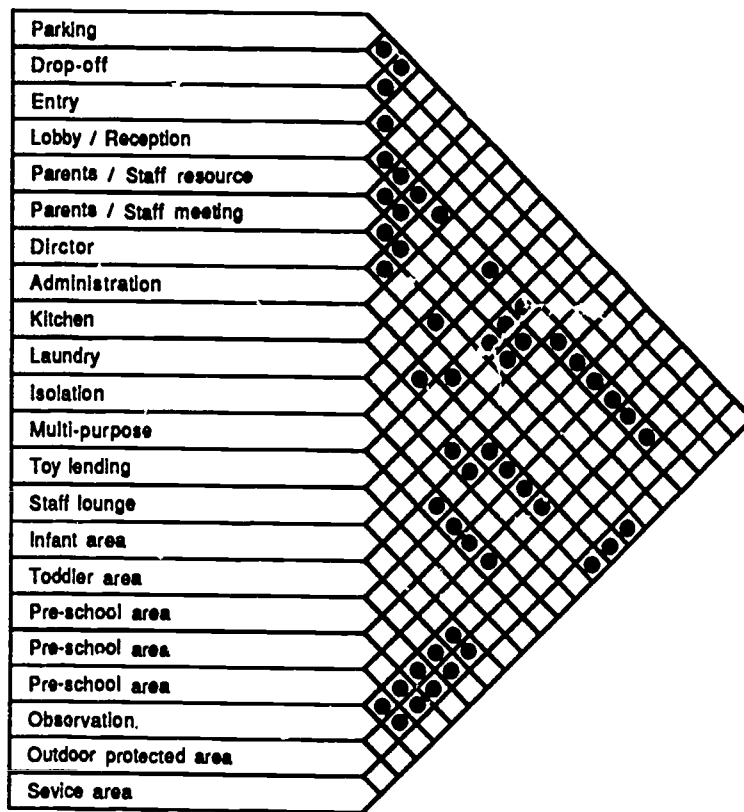 Parking
Drop-off
Entry
Lobby / Reception
Parents / Staff resource
Parents / Staff meeting
Dirctor
Administration
Kitchen
Laundry
Isolation
Multi-purpose
Toy lending
Staff lounge
Infant area
Toddler area
Pre-school area
Pre-school area
Pre-school area
Observation.
Outdoor protected area
Sevice area